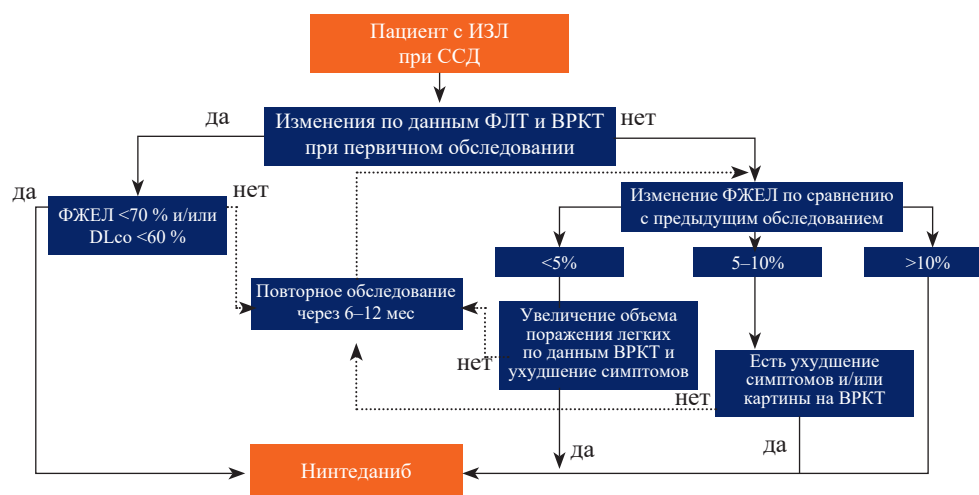 Пациент с ИЗЛ
при ССД
да
Изменения по данным ФЛТ и ВРКТ
при первичном обследовании
нет
да
ФЖЕЛ <70 % и/или
DLco <60 %
нет
Изменение ФЖЕЛ по сравнению
с предыдущим обследованием
<5%
5–10%
>10%
Повторное обследование
через 6–12 мес
Увеличение объема
поражения легких
по данным ВРКТ и
ухудшение симптомов
нет
Есть ухудшение
симптомов и/или
картины на ВРКТ
нет
да
да
Нинтеданиб